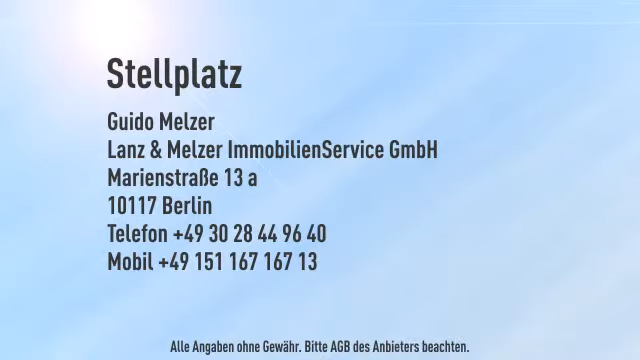 Stellplatz
Guido Melzer
Lanz & Melzer ImmobilienService GmbH
Marienstraße 13 a
10117 Berlin
Telefon +49 30 28 44 96 40
Mobil +49 151 167 167 13
Alle Angaben ohne Gewähr. Bitte AGB des Anbieters beachten.